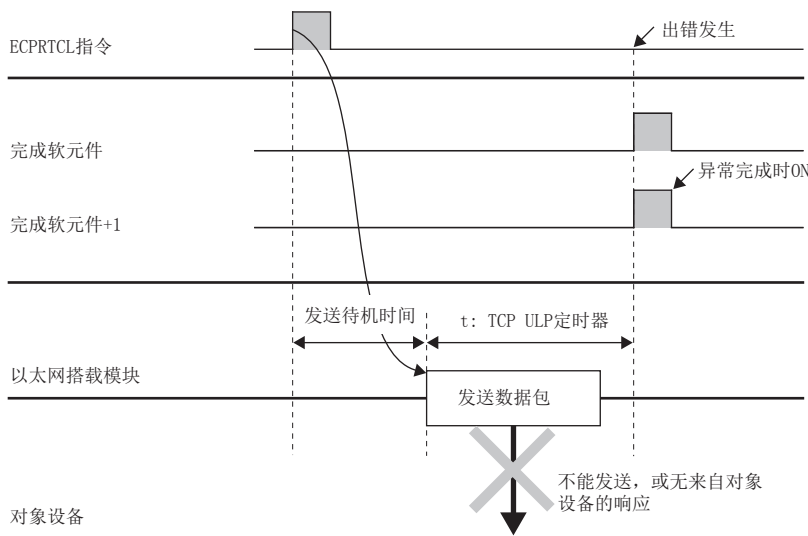 ECPRTCL指令
出错发生
完成软元件
异常完成时ON
完成软元件+1
发送待机时间
t: TCP ULP定时器
以太网搭载模块
发送数据包
不能发送，或无来自对象
设备的响应
对象设备